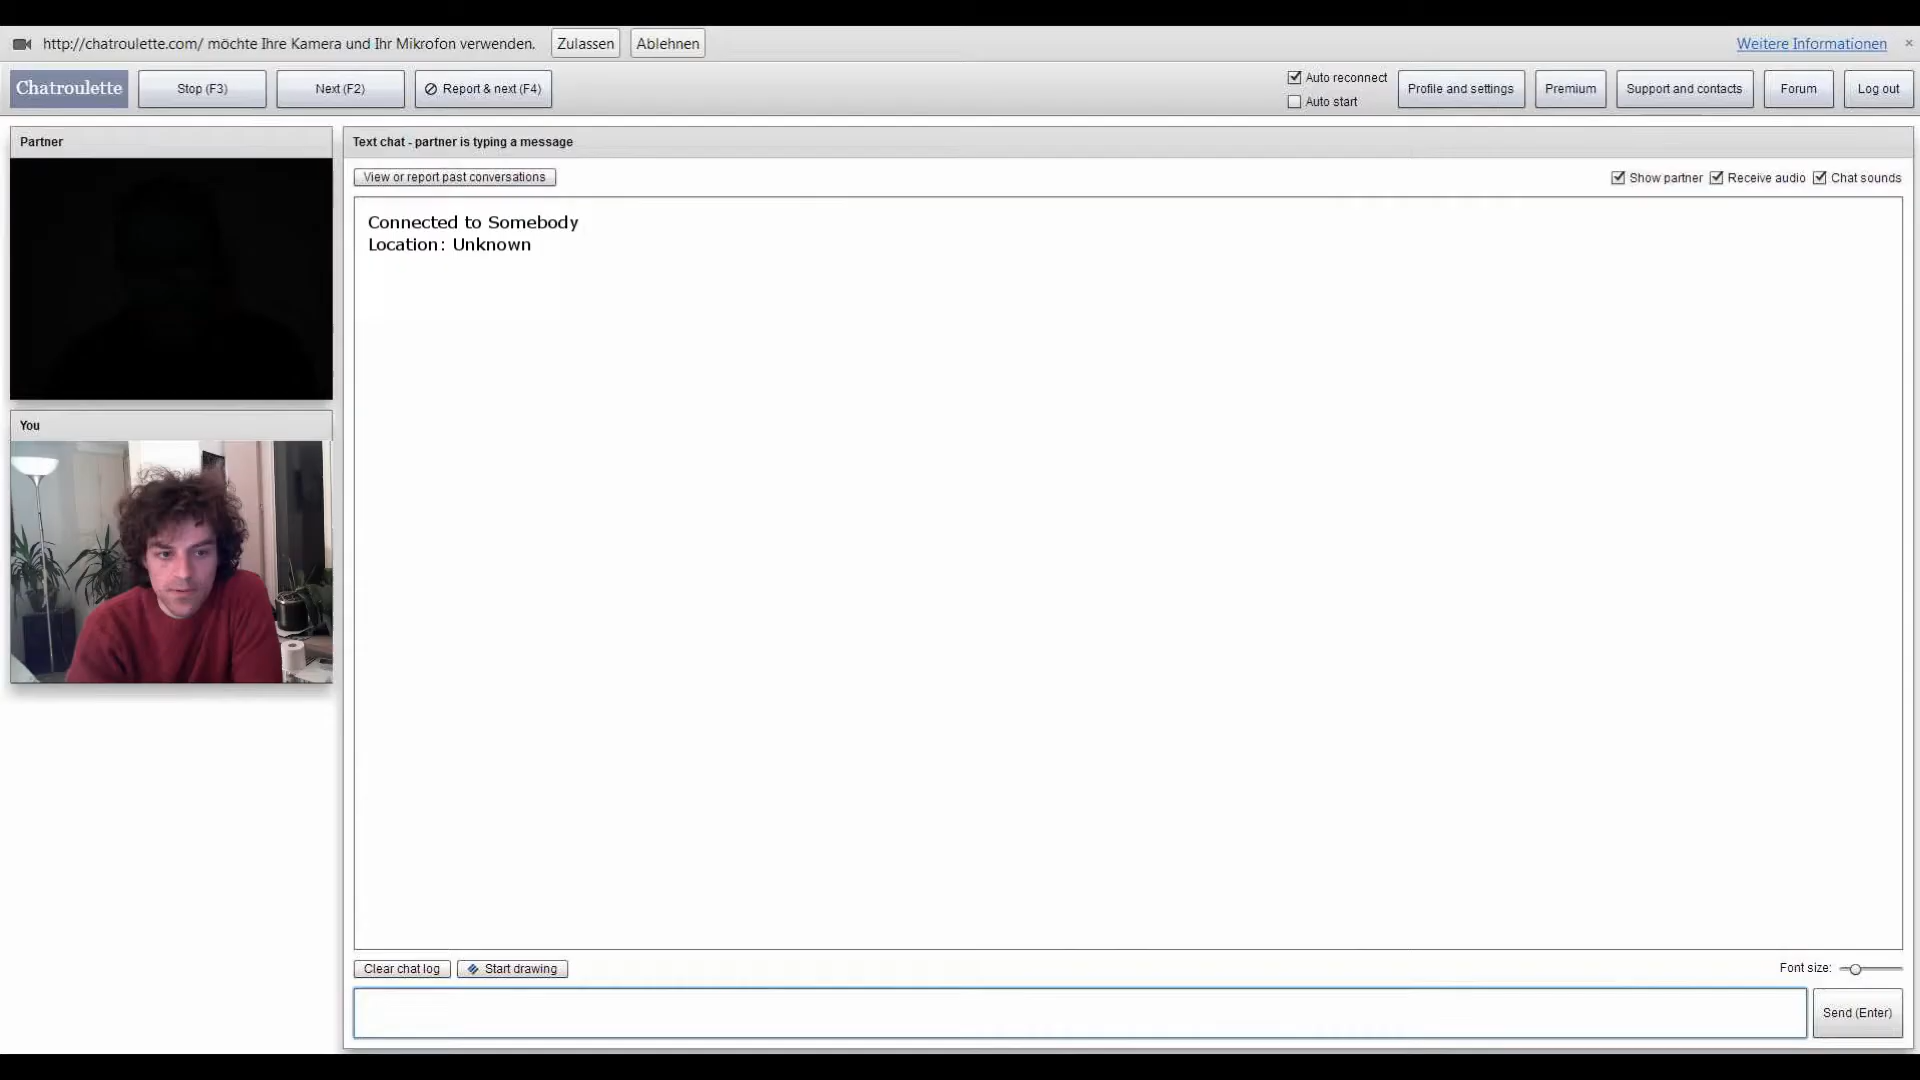 http://chatroulette.com/ möchte Ihre Kamera und Ihr Mikrofon verwenden. Zulassen Ablehnen Weitere Informationen ×
Chatroulette Stop (F3) Next (F2) Report & next (F4) Auto reconnect Profile and settings Premium Support and contacts Forum Log out
Auto start
Partner Text chat - partner is typing a message
View or report past conversations Show partner Receive audio Chat sounds
Connected to Somebody
Location: Unknown
You
Clear chat log Start drawing Font size:
Send (Enter)